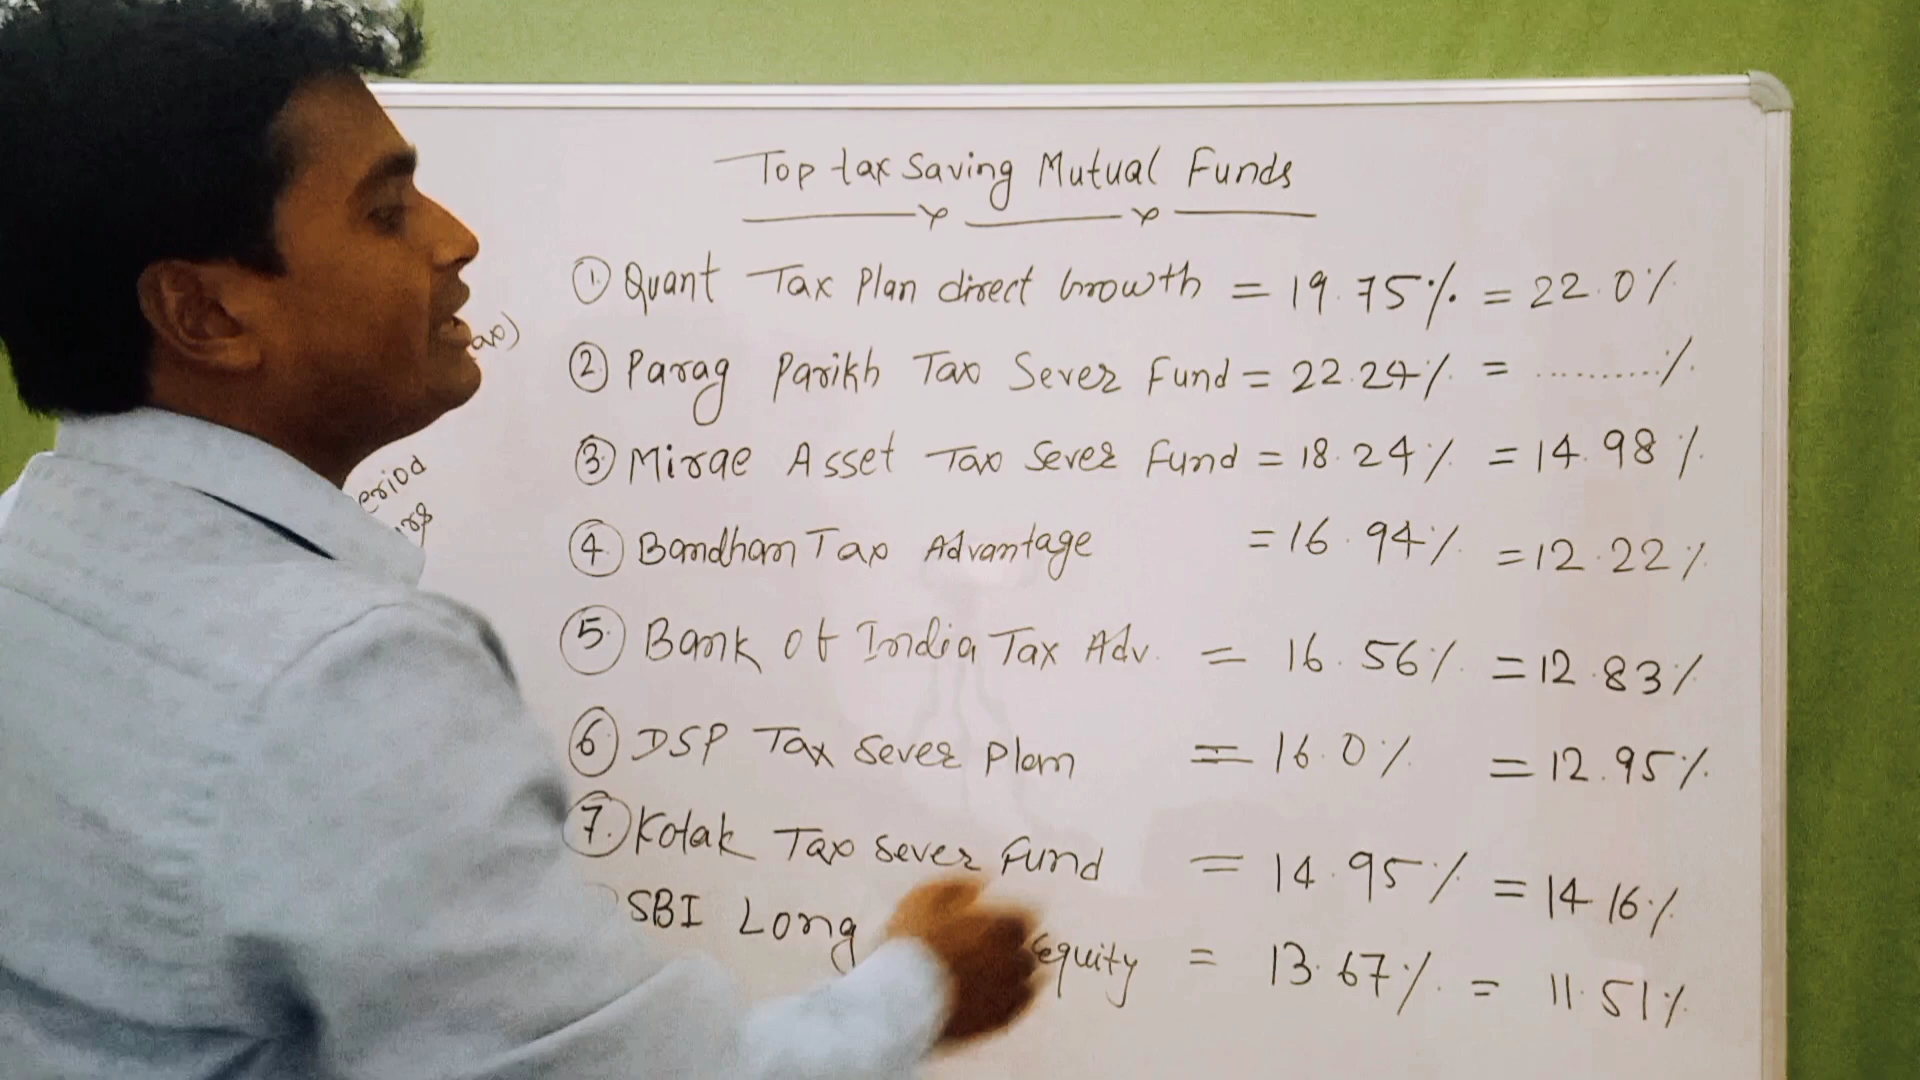 Top tax Saving Mutual Funds
① Quant Tax Plan direct Growth = 19.75% = 22.0%
② Parag Parikh Tax Sever Fund = 22.24% = ..........%
③ Mirae Asset Tax Sever Fund = 18.24% = 14.98%
④ Bandhan Tax Advantage = 16.94% = 12.22%
⑤ Bank of India Tax Adv. = 16.56% = 12.83%
⑥ DSP Tax Sever Plan = 16.0% = 12.95%
⑦ Kotak Tax Sever Fund = 14.95% = 14.16%
SBI Long Equity = 13.67% = 11.51%